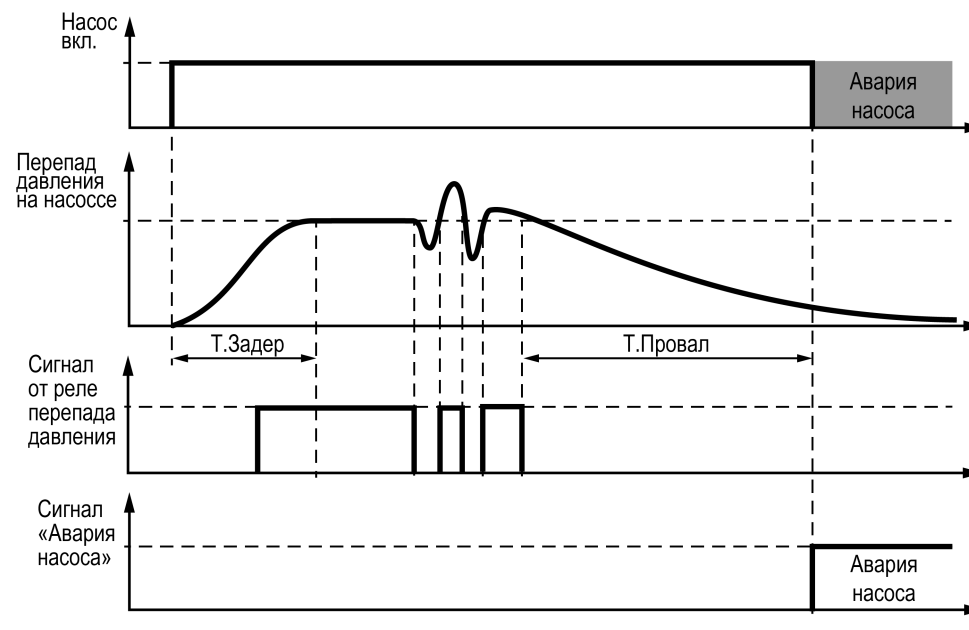 Насос
вкл.
Авария
насоса
Перепад
давления
на насоссе
Т.Задер
Т.Провал
Сигнал
от реле
перепада
давления
Сигнал
«Авария
насоса»
Авария
насоса